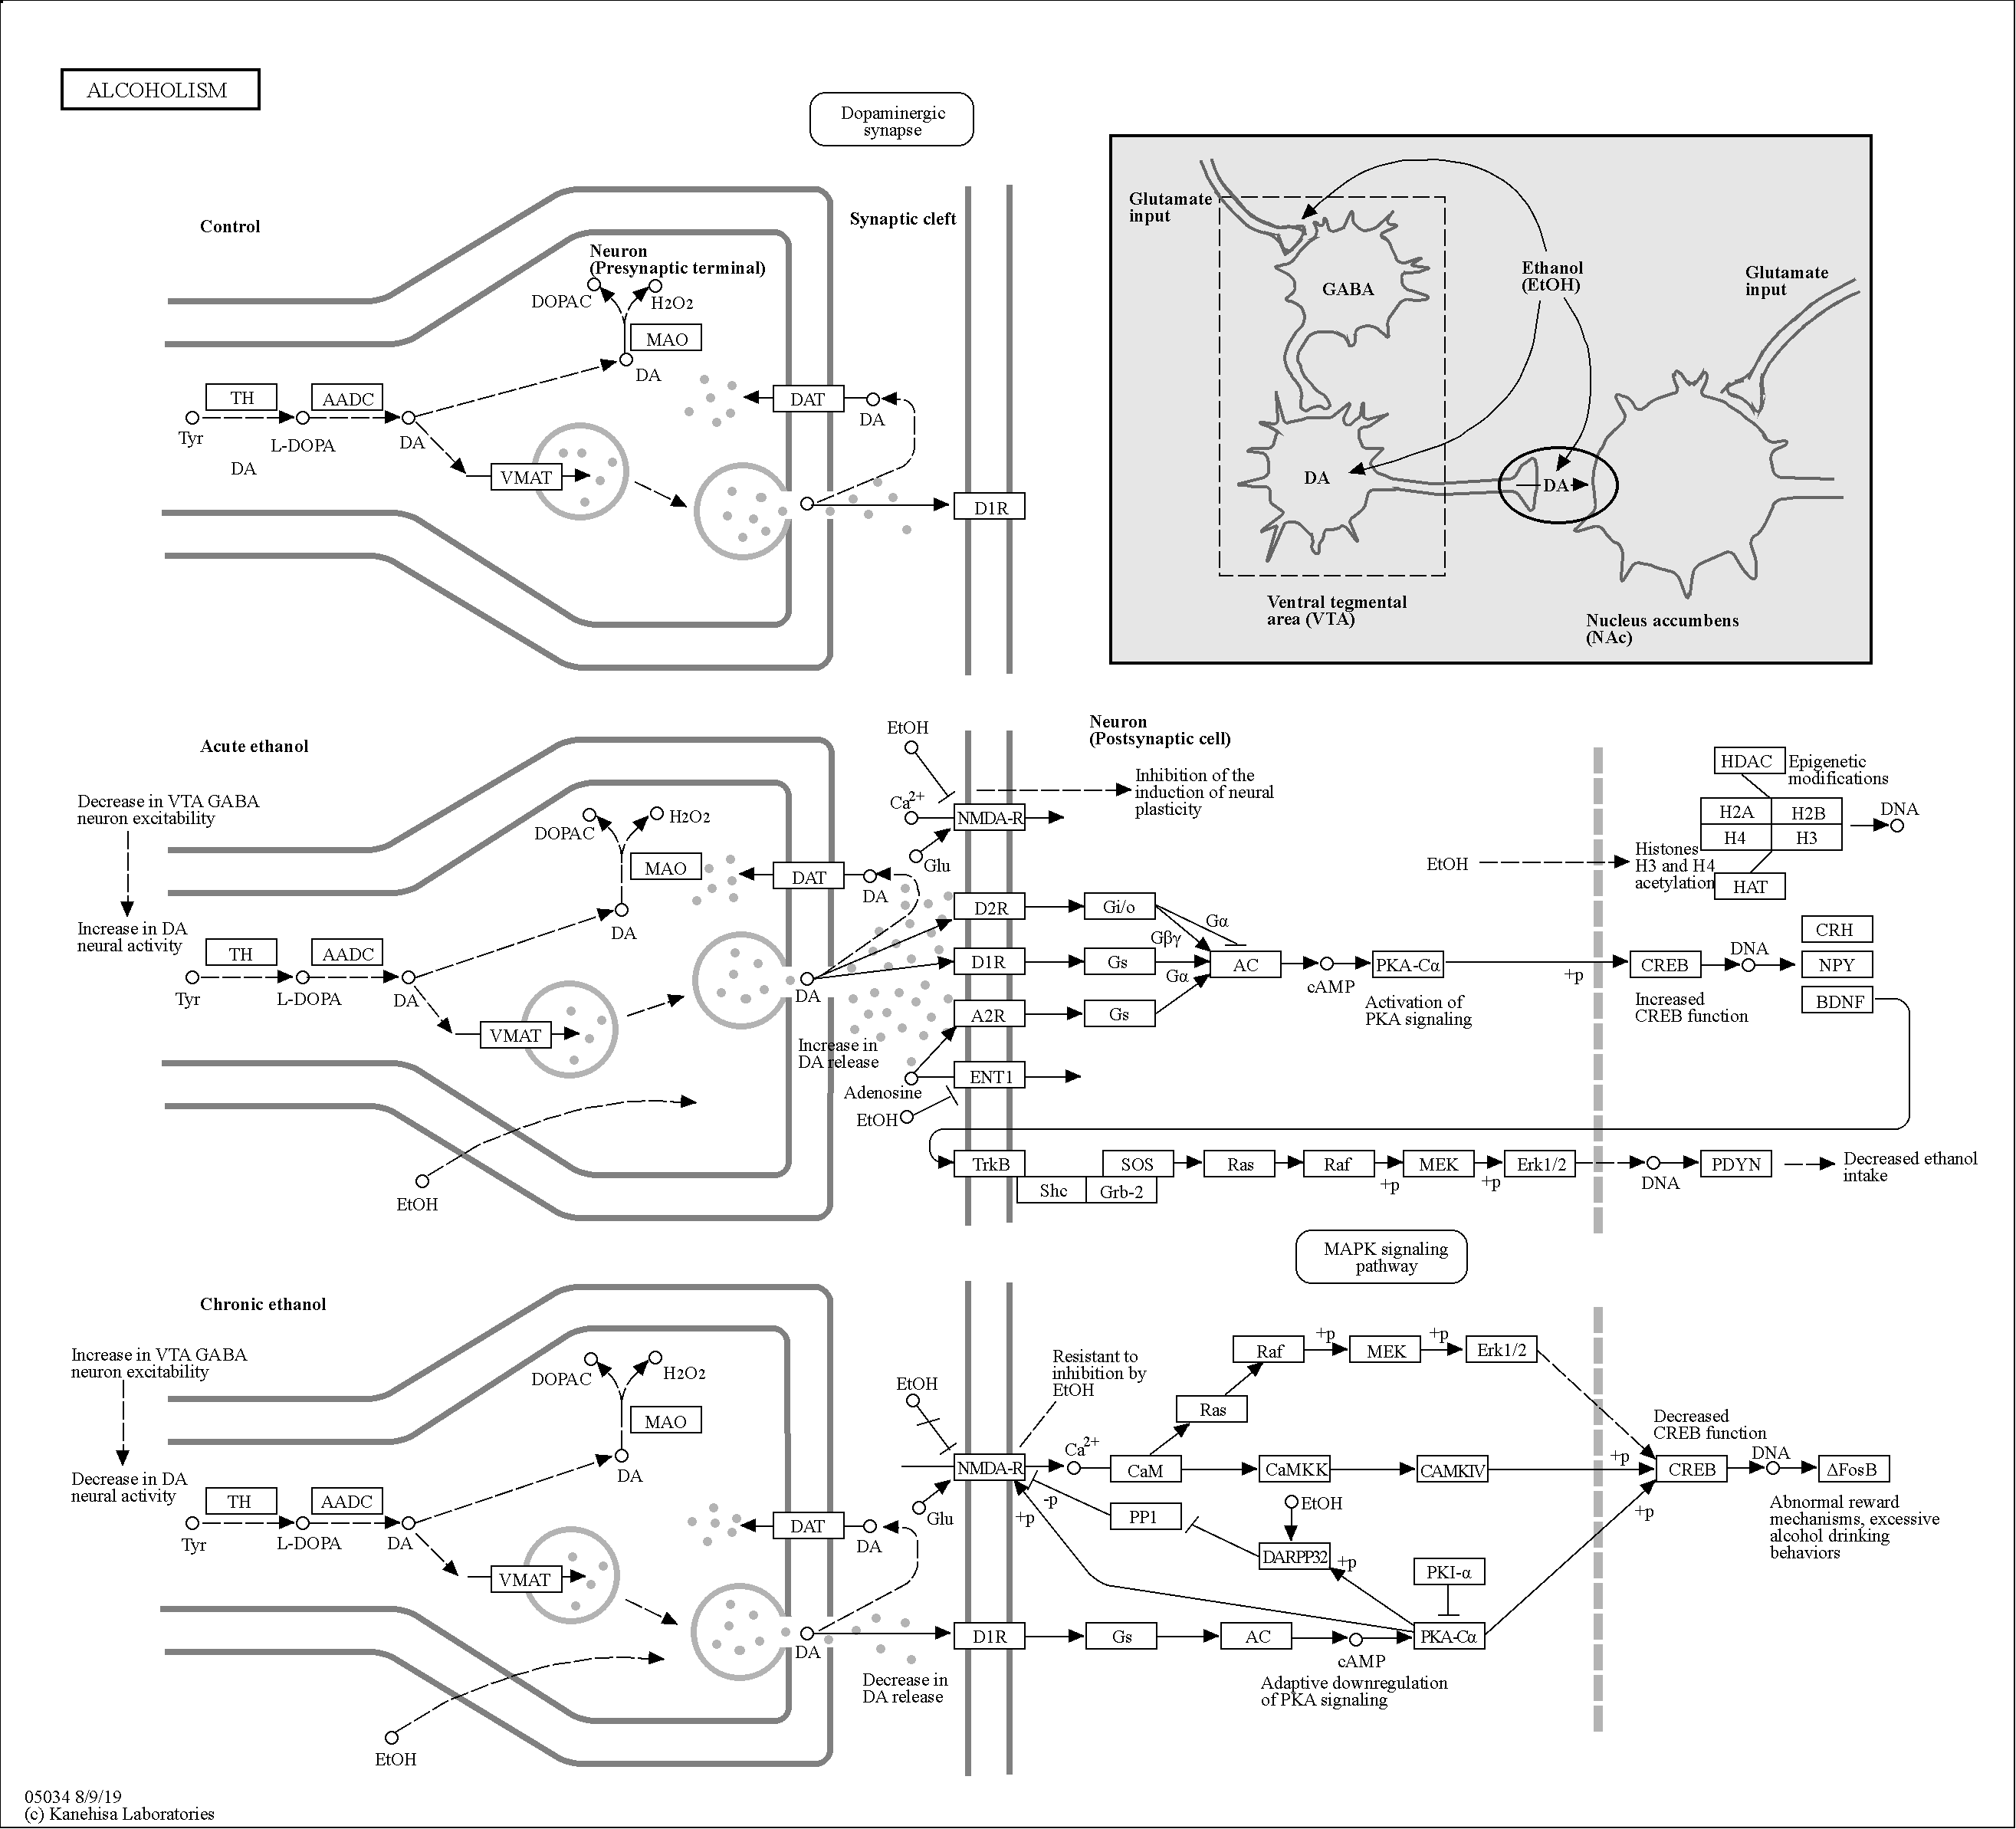 ALCOHOLISM
Dopaminergic
synapse
Control
Synaptic cleft
Neuron
(Presynaptic terminal)
DOPAC
H2O2
MAO
DA
TH
AADC
DAT
DA
Tyr
L-DOPA
DA
DA
VMAT
D1R
Glutamate
input
Ethanol
(EtOH)
Glutamate
input
GABA
DA
DA
Ventral tegmental
area (VTA)
Nucleus accumbens
(NAc)
Acute ethanol
Decrease in VTA GABA
neuron excitability
Increase in DA
neural activity
DOPAC
H2O2
MAO
DA
TH
AADC
Tyr
L-DOPA
DA
VMAT
DAT
DA
DA
Increase in
DA release
EtOH
EtOH
Ca2+
NMDA-R
Glu
Neuron
(Postsynaptic cell)
Inhibition of the
induction of neural
plasticity
D2R
Gi/o
Gα
Gβγ
D1R
Gs
AC
Gα
A2R
Gs
cAMP
PKA-Cα
Activation of
PKA signaling
+p
Adenosine
ENT1
EtOH
HDAC
Epigenetic
modifications
H2A
H2B
H4
H3
DNA
EtOH
Histones
H3 and H4
acetylation
HAT
CREB
DNA
CRH
NPY
BDNF
Increased
CREB function
TrkB
Shc
Grb-2
SOS
Ras
Raf
+p
MEK
+p
Erk1/2
DNA
PDYN
Decreased ethanol
intake
MAPK signaling
pathway
Chronic ethanol
Increase in VTA GABA
neuron excitability
Decrease in DA
neural activity
DOPAC
H2O2
MAO
DA
TH
AADC
Tyr
L-DOPA
DA
VMAT
DAT
DA
DA
Decrease in
DA release
EtOH
EtOH
NMDA-R
Glu
Resistant to
inhibition by
EtOH
Ca2+
CaM
Ras
Raf
+p
MEK
+p
Erk1/2
CaMKK
CAMKIV
+p
-p
+p
PP1
EtOH
DARPP32
+p
PKI-α
+p
D1R
Gs
AC
cAMP
PKA-Cα
Adaptive downregulation
of PKA signaling
Decreased
CREB function
CREB
DNA
ΔFosB
Abnormal reward
mechanisms, excessive
alcohol drinking
behaviors
05034 8/9/19
(c) Kanehisa Laboratories